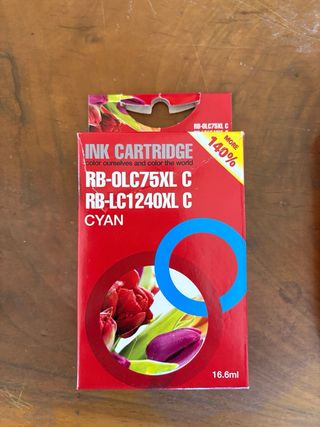 RB-OLC75XL C
INK CARTRIDGE
color ourselves and color the world
MORE
140%
RB-OLC75XL C
RB-LC1240XL C
CYAN
16.6ml